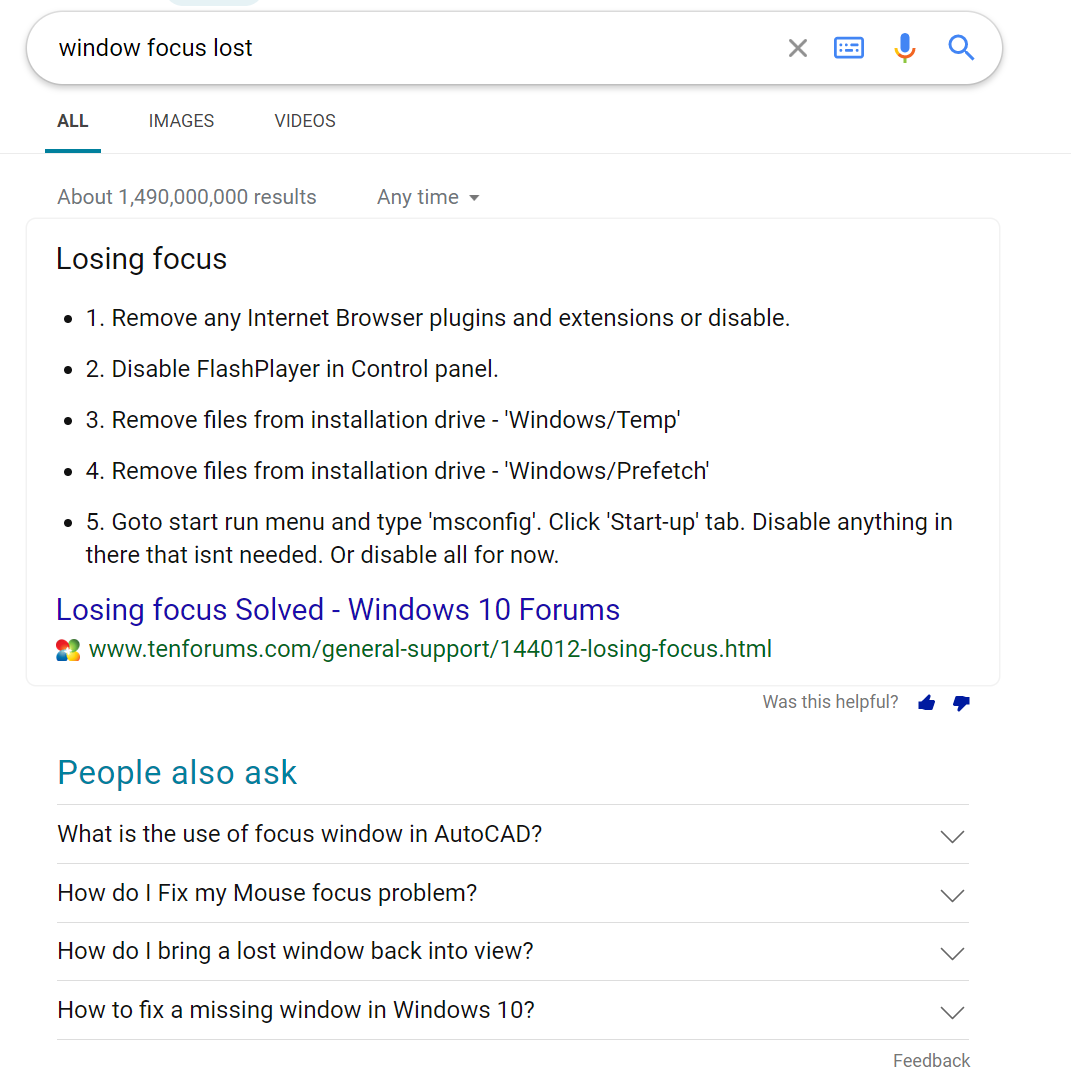 window focus lost
ALL IMAGES VIDEOS
About 1,490,000,000 results Any time
Losing focus
1. Remove any Internet Browser plugins and extensions or disable.
2. Disable FlashPlayer in Control panel.
3. Remove files from installation drive - 'Windows/Temp'
4. Remove files from installation drive - 'Windows/Prefetch'
5. Goto start run menu and type 'msconfig'. Click 'Start-up' tab. Disable anything in
there that isnt needed. Or disable all for now.
Losing focus Solved - Windows 10 Forums
www.tenforums.com/general-support/144012-losing-focus.html
Was this helpful?
People also ask
What is the use of focus window in AutoCAD?
How do I Fix my Mouse focus problem?
How do I bring a lost window back into view?
How to fix a missing window in Windows 10?
Feedback